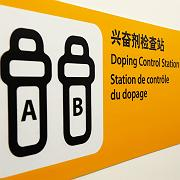 兴奋剂检查站
Doping Control Station
Station de contrôle
du dopage
A B